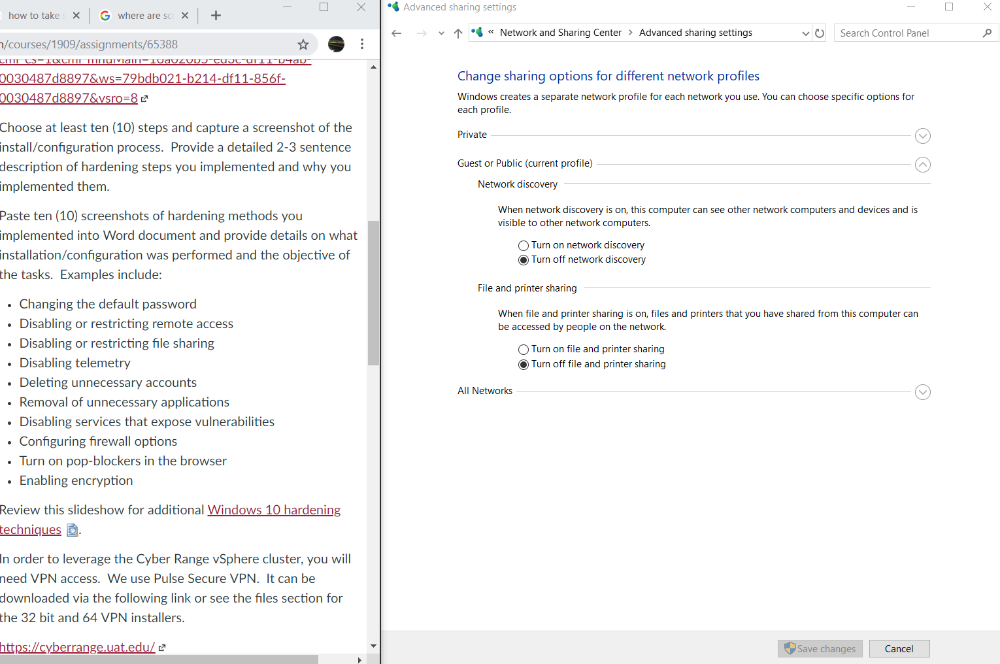 how to take s
where are sc
/courses/1909/assignments/65388
0030487d8897&ws=79bdb021-b214-df11-856f-
0030487d8897&vsro=8
Choose at least ten (10) steps and capture a screenshot of the
install/configuration process.  Provide a detailed 2-3 sentence
description of hardening steps you implemented and why you
implemented them.
Paste ten (10) screenshots of hardening methods you
implemented into Word document and provide details on what
installation/configuration was performed and the objective of
the tasks.  Examples include:
• Changing the default password
• Disabling or restricting remote access
• Disabling or restricting file sharing
• Disabling telemetry
• Deleting unnecessary accounts
• Removal of unnecessary applications
• Disabling services that expose vulnerabilities
• Configuring firewall options
• Turn on pop-blockers in the browser
• Enabling encryption
Review this slideshow for additional Windows 10 hardening
techniques .
In order to leverage the Cyber Range vSphere cluster, you will
need VPN access.  We use Pulse Secure VPN.  It can be
downloaded via the following link or see the files section for
the 32 bit and 64 VPN installers.
https://cyberrange.uat.edu/
Advanced sharing settings
« Network and Sharing Center > Advanced sharing settings
Search Control Panel
Change sharing options for different network profiles
Windows creates a separate network profile for each network you use. You can choose specific options for
each profile.
Private
Guest or Public (current profile)
Network discovery
When network discovery is on, this computer can see other network computers and devices and is
visible to other network computers.
Turn on network discovery
Turn off network discovery
File and printer sharing
When file and printer sharing is on, files and printers that you have shared from this computer can
be accessed by people on the network.
Turn on file and printer sharing
Turn off file and printer sharing
All Networks
Save changes
Cancel